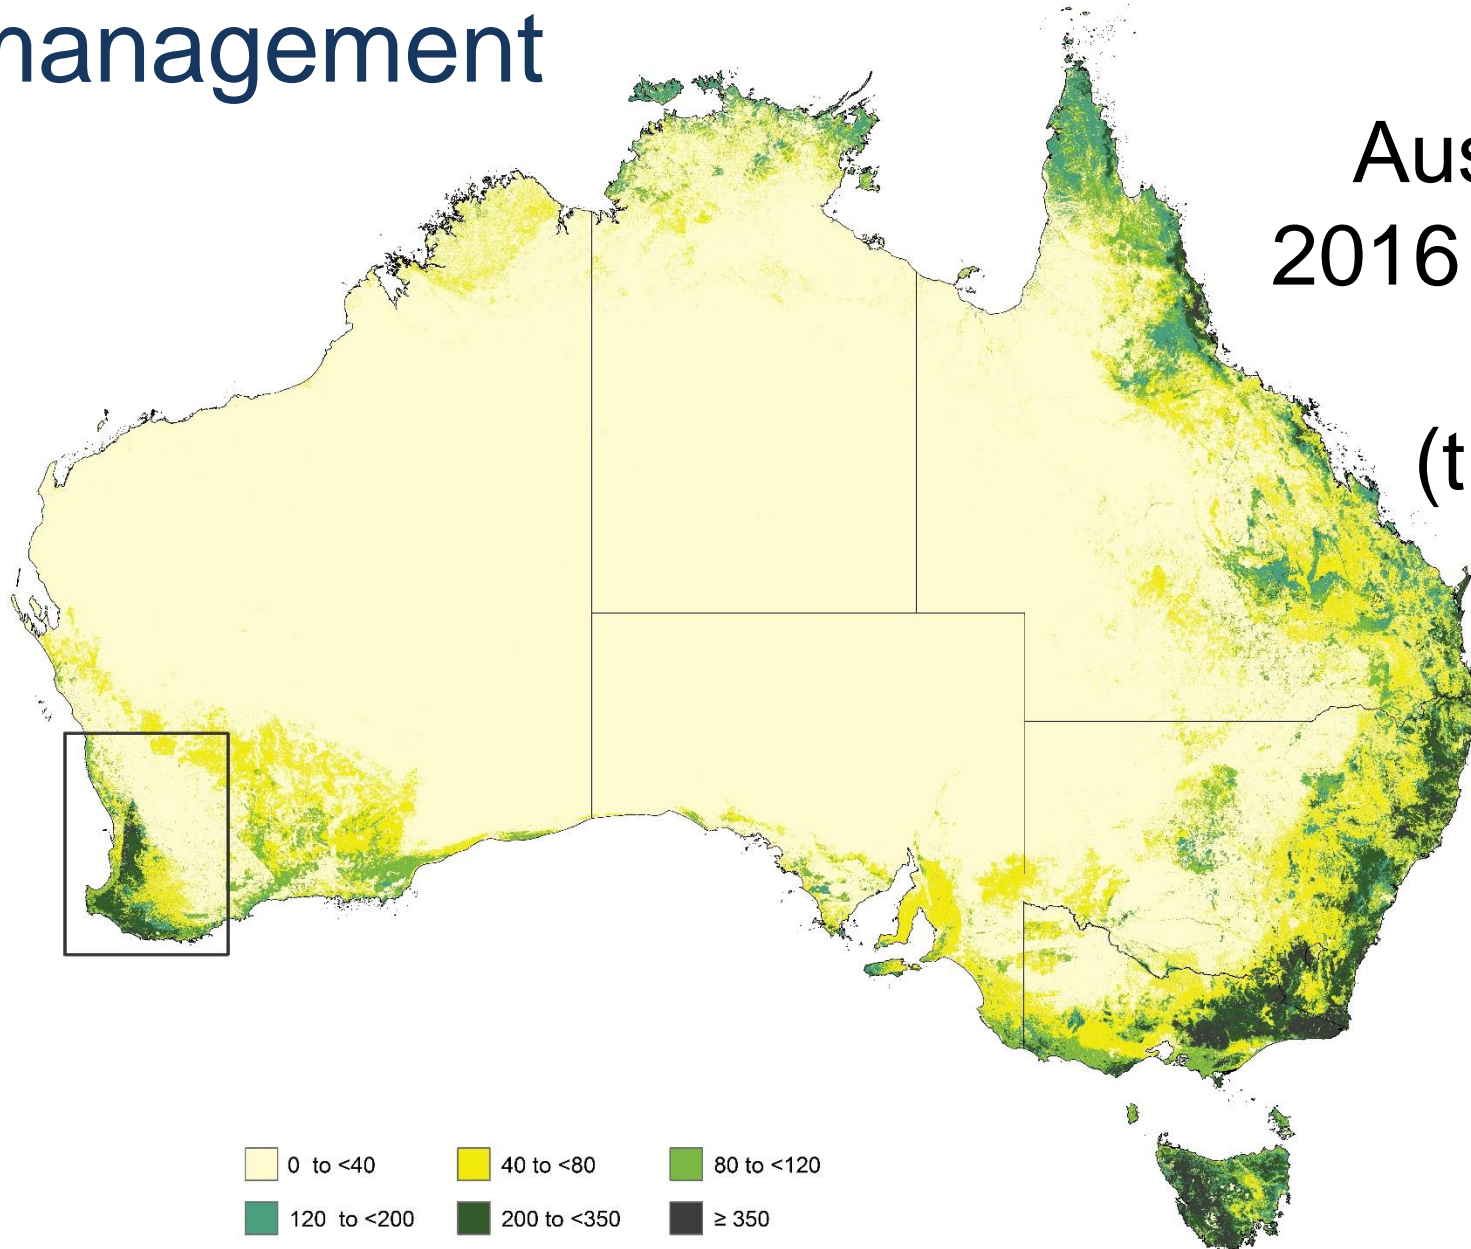 management
Aus
2016
(t
0 to <40
40 to <80
80 to <120
120 to <200
200 to <350
≥ 350